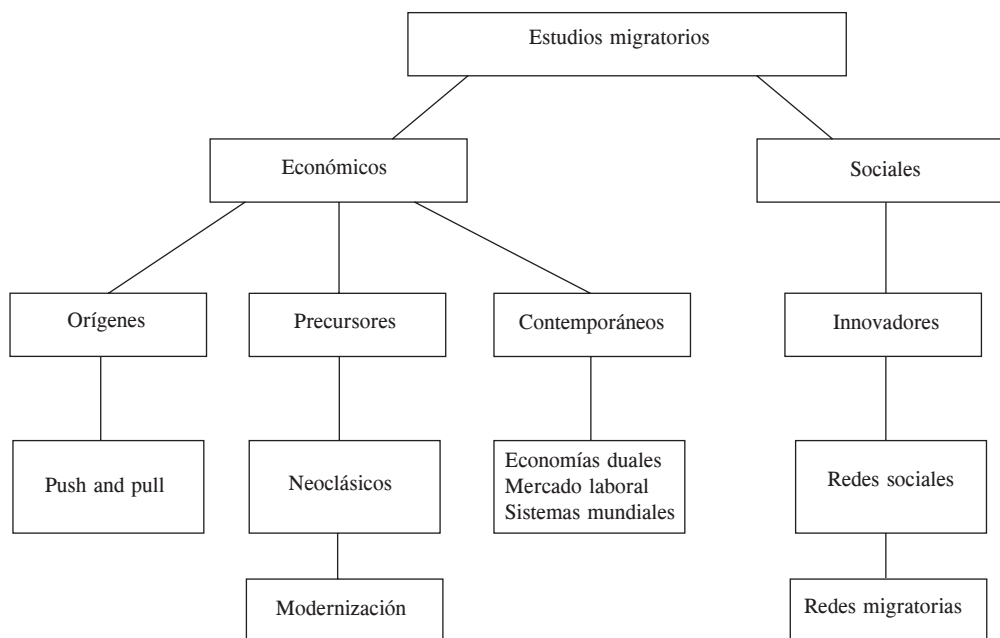 Estudios migratorios
Económicos
Sociales
Orígenes
Precursores
Contemporáneos
Innovadores
Push and pull
Neoclásicos
Economías duales
Mercado laboral
Sistemas mundiales
Redes sociales
Modernización
Redes migratorias